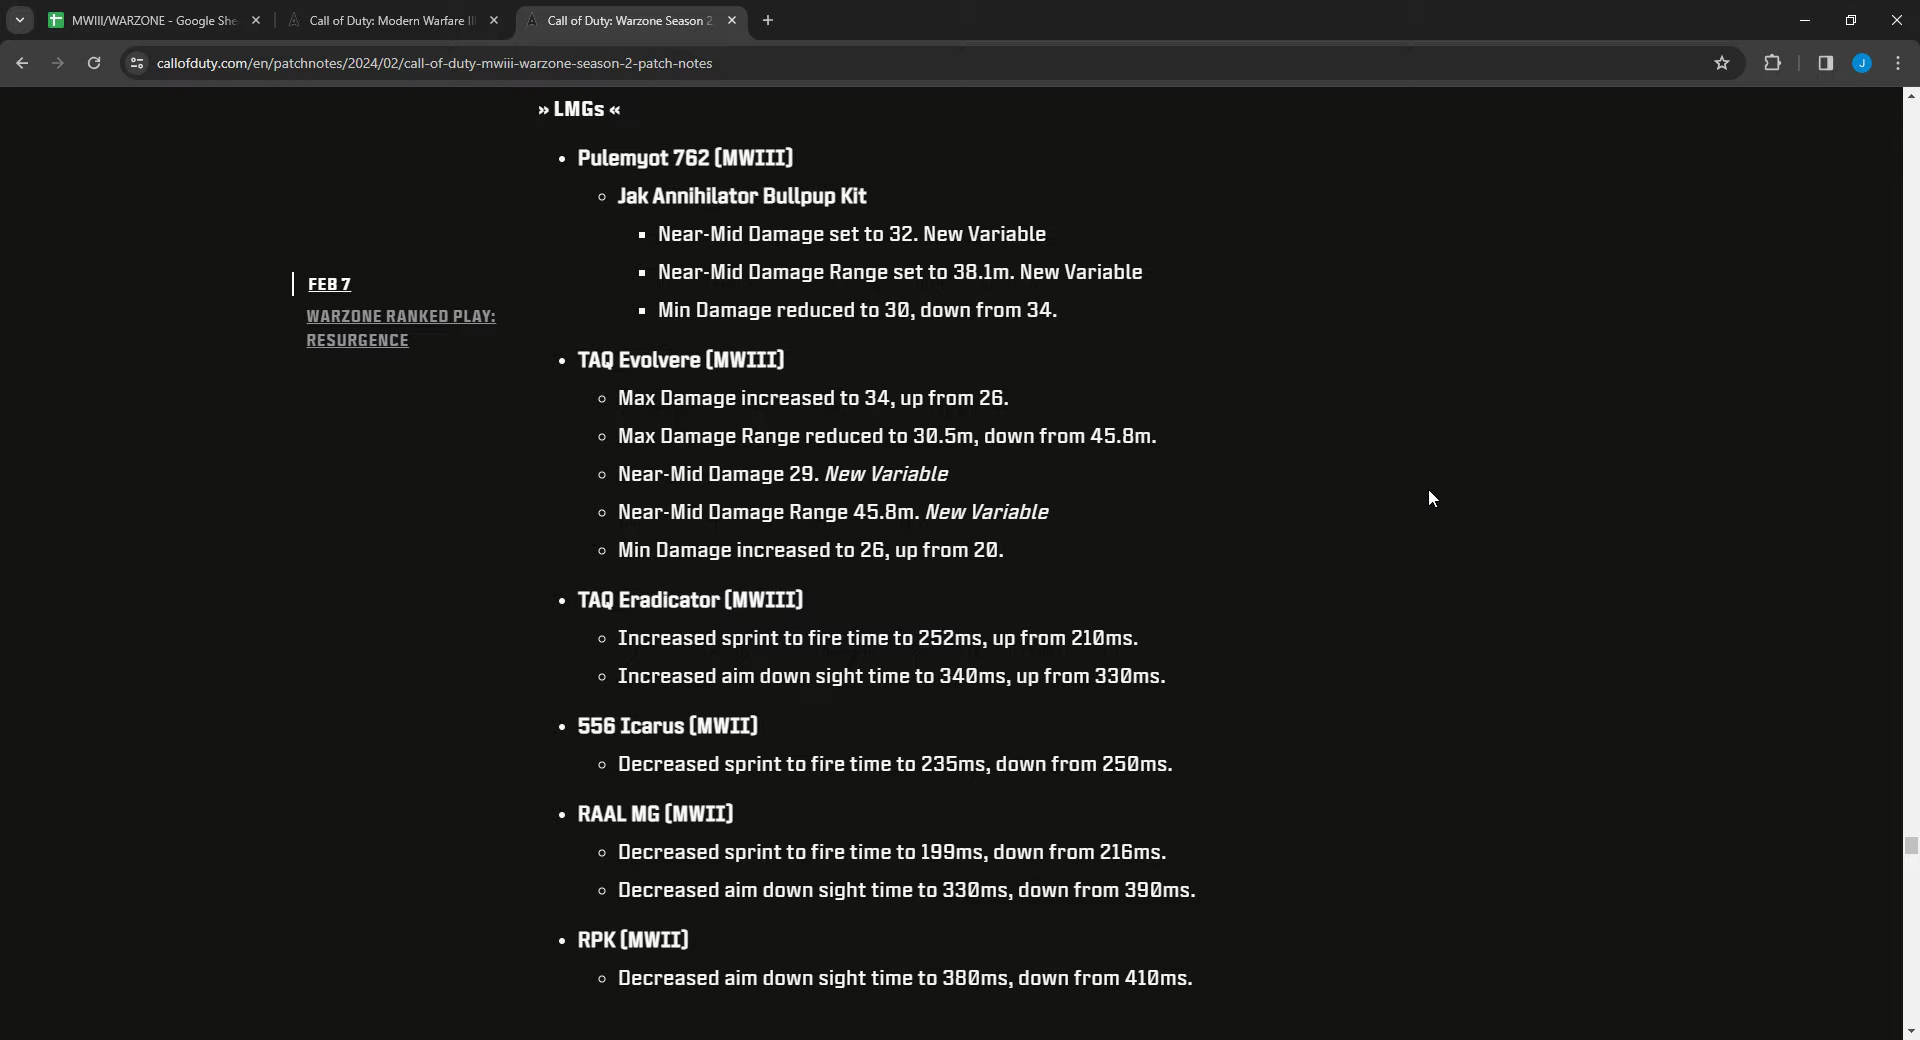 MWIII/WARZONE - Google She
Call of Duty: Modern Warfare II
Call of Duty: Warzone Season 2
callofduty.com/en/patchnotes/2024/02/call-of-duty-mwiii-warzone-season-2-patch-notes
J
» LMGs «
• Pulemyot 762 (MWIII)
Jak Annihilator Bullpup Kit
Near-Mid Damage set to 32. New Variable
Near-Mid Damage Range set to 38.1m. New Variable
Min Damage reduced to 30, down from 34.
FEB 7
WARZONE RANKED PLAY:
RESURGENCE
• TAQ Evolvere (MWIII)
Max Damage increased to 34, up from 26.
Max Damage Range reduced to 30.5m, down from 45.8m.
Near-Mid Damage 29. New Variable
Near-Mid Damage Range 45.8m. New Variable
Min Damage increased to 26, up from 20.
• TAQ Eradicator (MWIII)
Increased sprint to fire time to 252ms, up from 210ms.
Increased aim down sight time to 340ms, up from 330ms.
• 556 Icarus (MWII)
Decreased sprint to fire time to 235ms, down from 250ms.
• RAAL MG (MWII)
Decreased sprint to fire time to 199ms, down from 216ms.
Decreased aim down sight time to 330ms, down from 390ms.
• RPK (MWII)
Decreased aim down sight time to 380ms, down from 410ms.